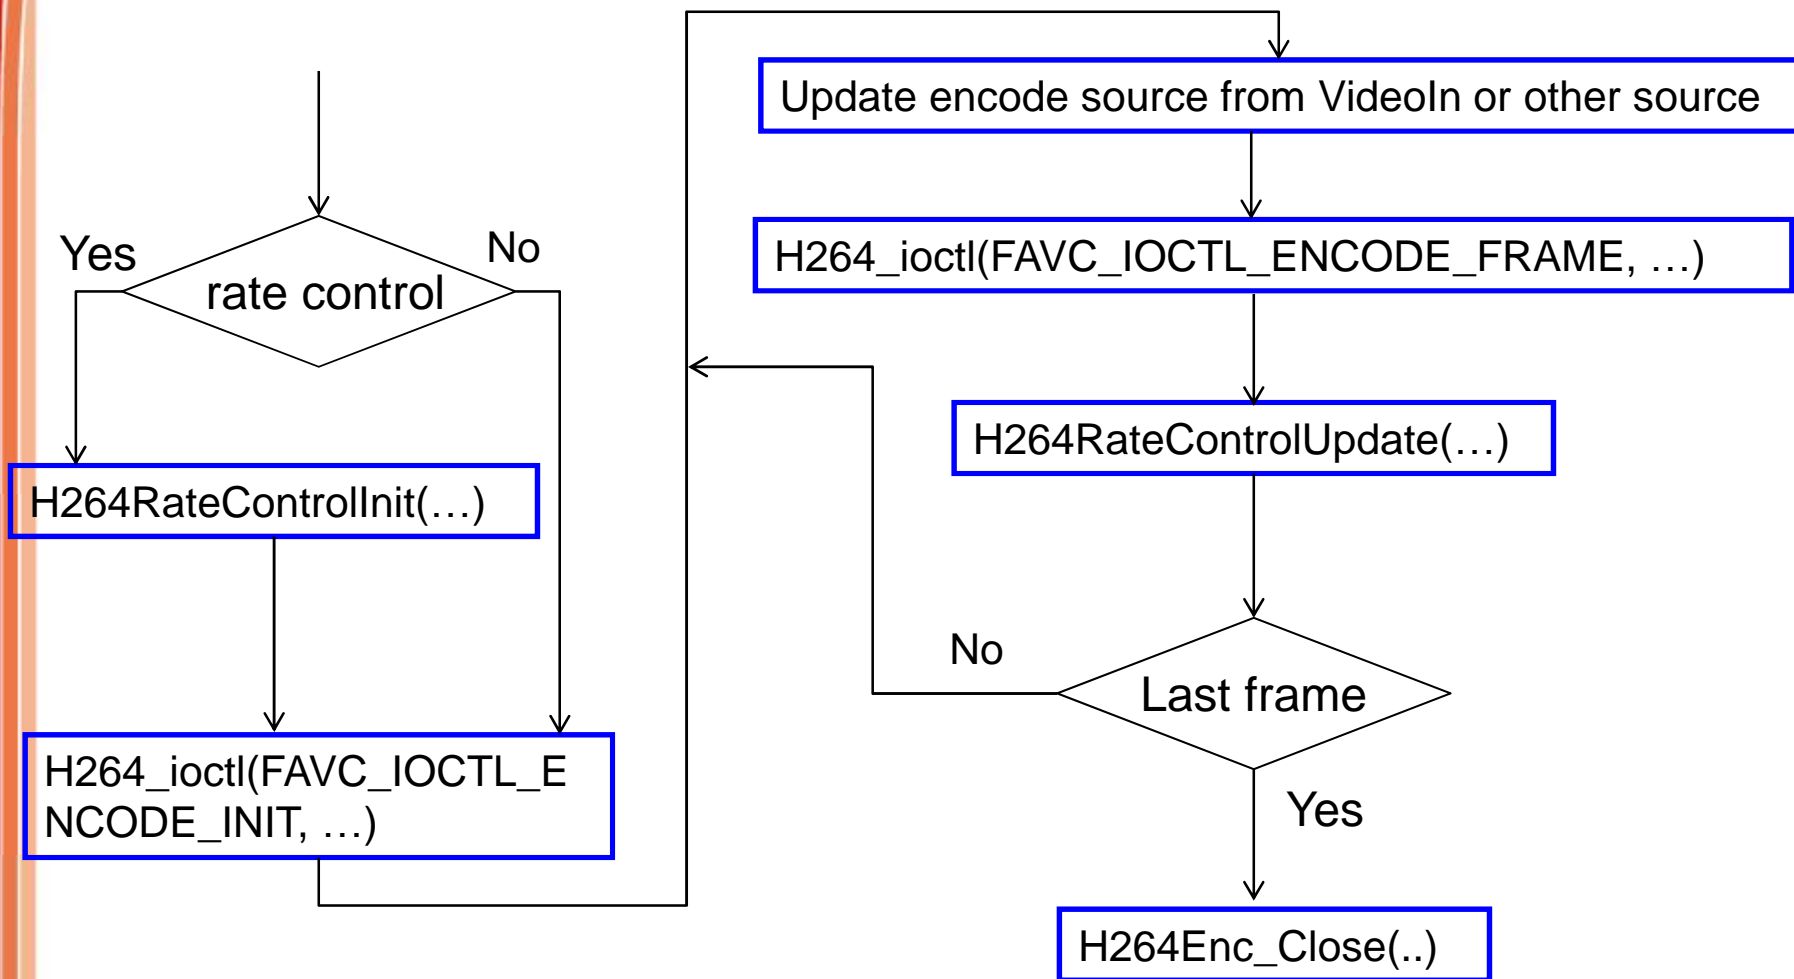 Yes
No
rate control
H264RateControlInit(…)
H264_ioctl(FAVC_IOCTL_E
NCODE_INIT, …)
Update encode source from VideoIn or other source
H264_ioctl(FAVC_IOCTL_ENCODE_FRAME, …)
H264RateControlUpdate(…)
No
Last frame
Yes
H264Enc_Close(..)